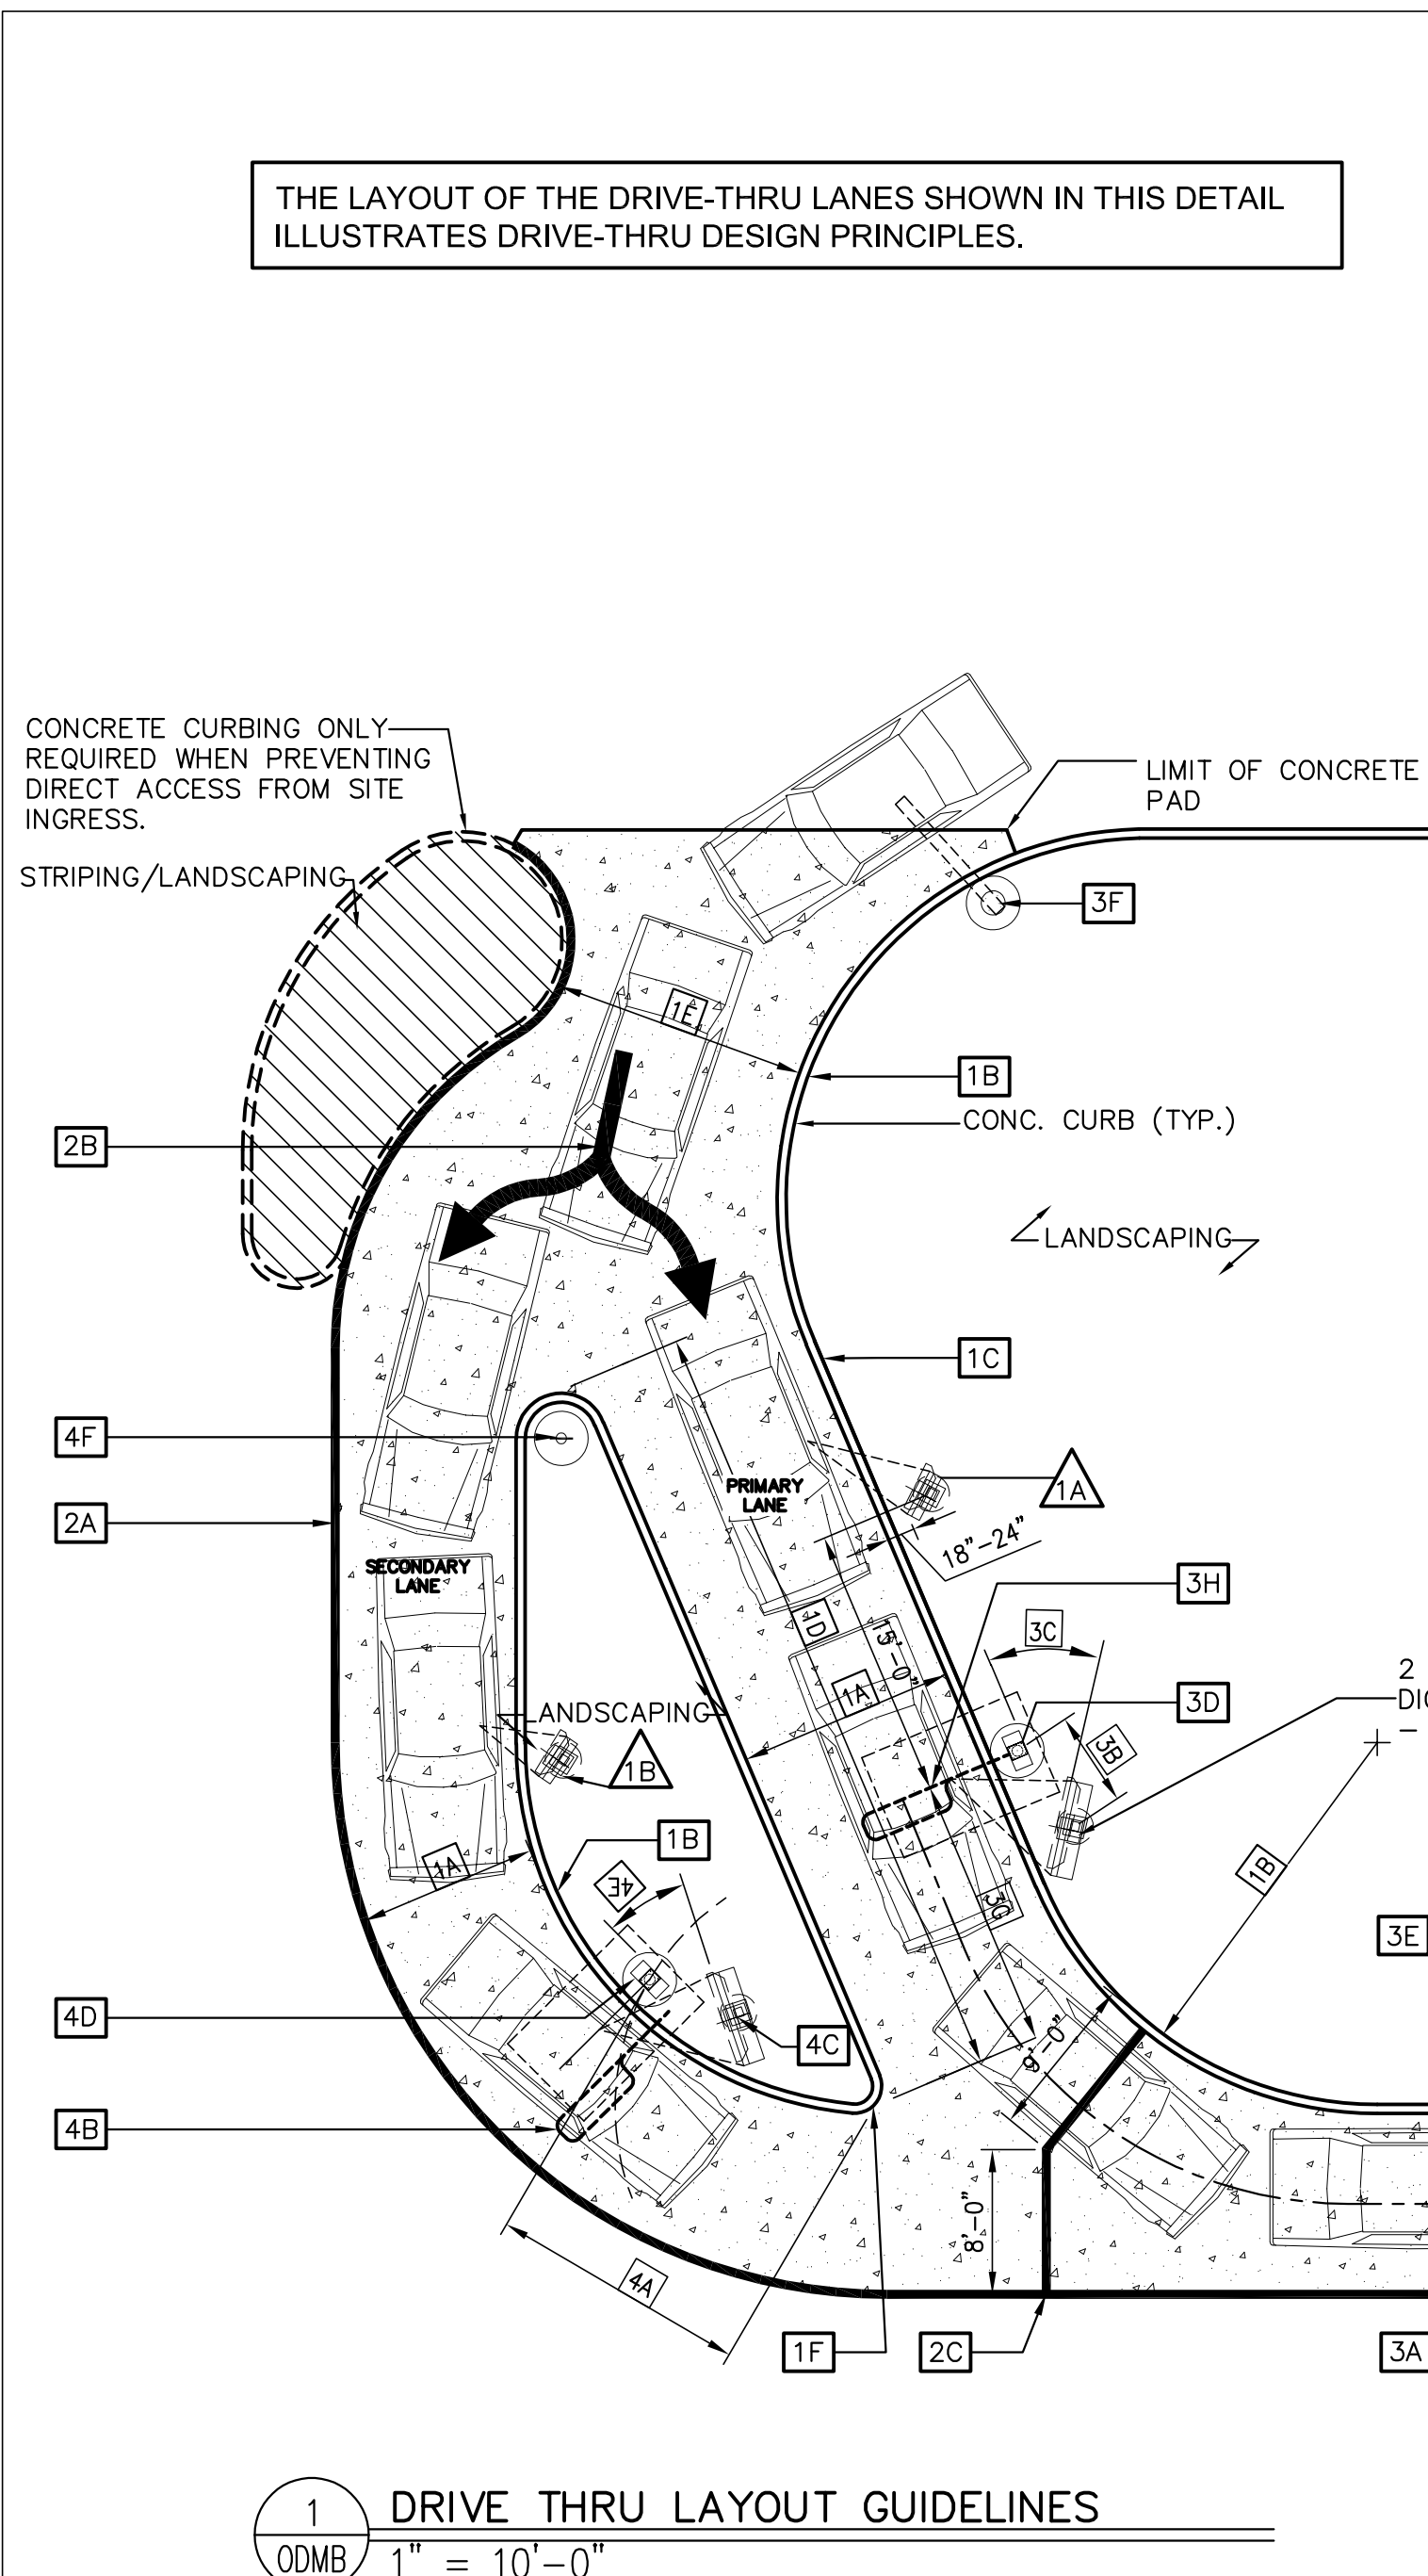 THE LAYOUT OF THE DRIVE-THRU LANES SHOWN IN THIS DETAIL
ILLUSTRATES DRIVE-THRU DESIGN PRINCIPLES.
CONCRETE CURBING ONLY
REQUIRED WHEN PREVENTING
DIRECT ACCESS FROM SITE
INGRESS.
LIMIT OF CONCRETE
PAD
STRIPING/LANDSCAPING
3F
1E
1B
CONC. CURB (TYP.)
2B
LANDSCAPING
1C
4F
PRIMARY
LANE
1A
2A
18"-24"
SECONDARY
LANE
3H
1D
15'-0"
3C
1A
2
3D
LANDSCAPING
3B
1B
1B
1A
1B
4E
3G
3E
4D
4C
9'-0"
4B
8'-0"
4A
1F
2C
3A
1
DRIVE THRU LAYOUT GUIDELINES
ODMB
1" = 10'-0"